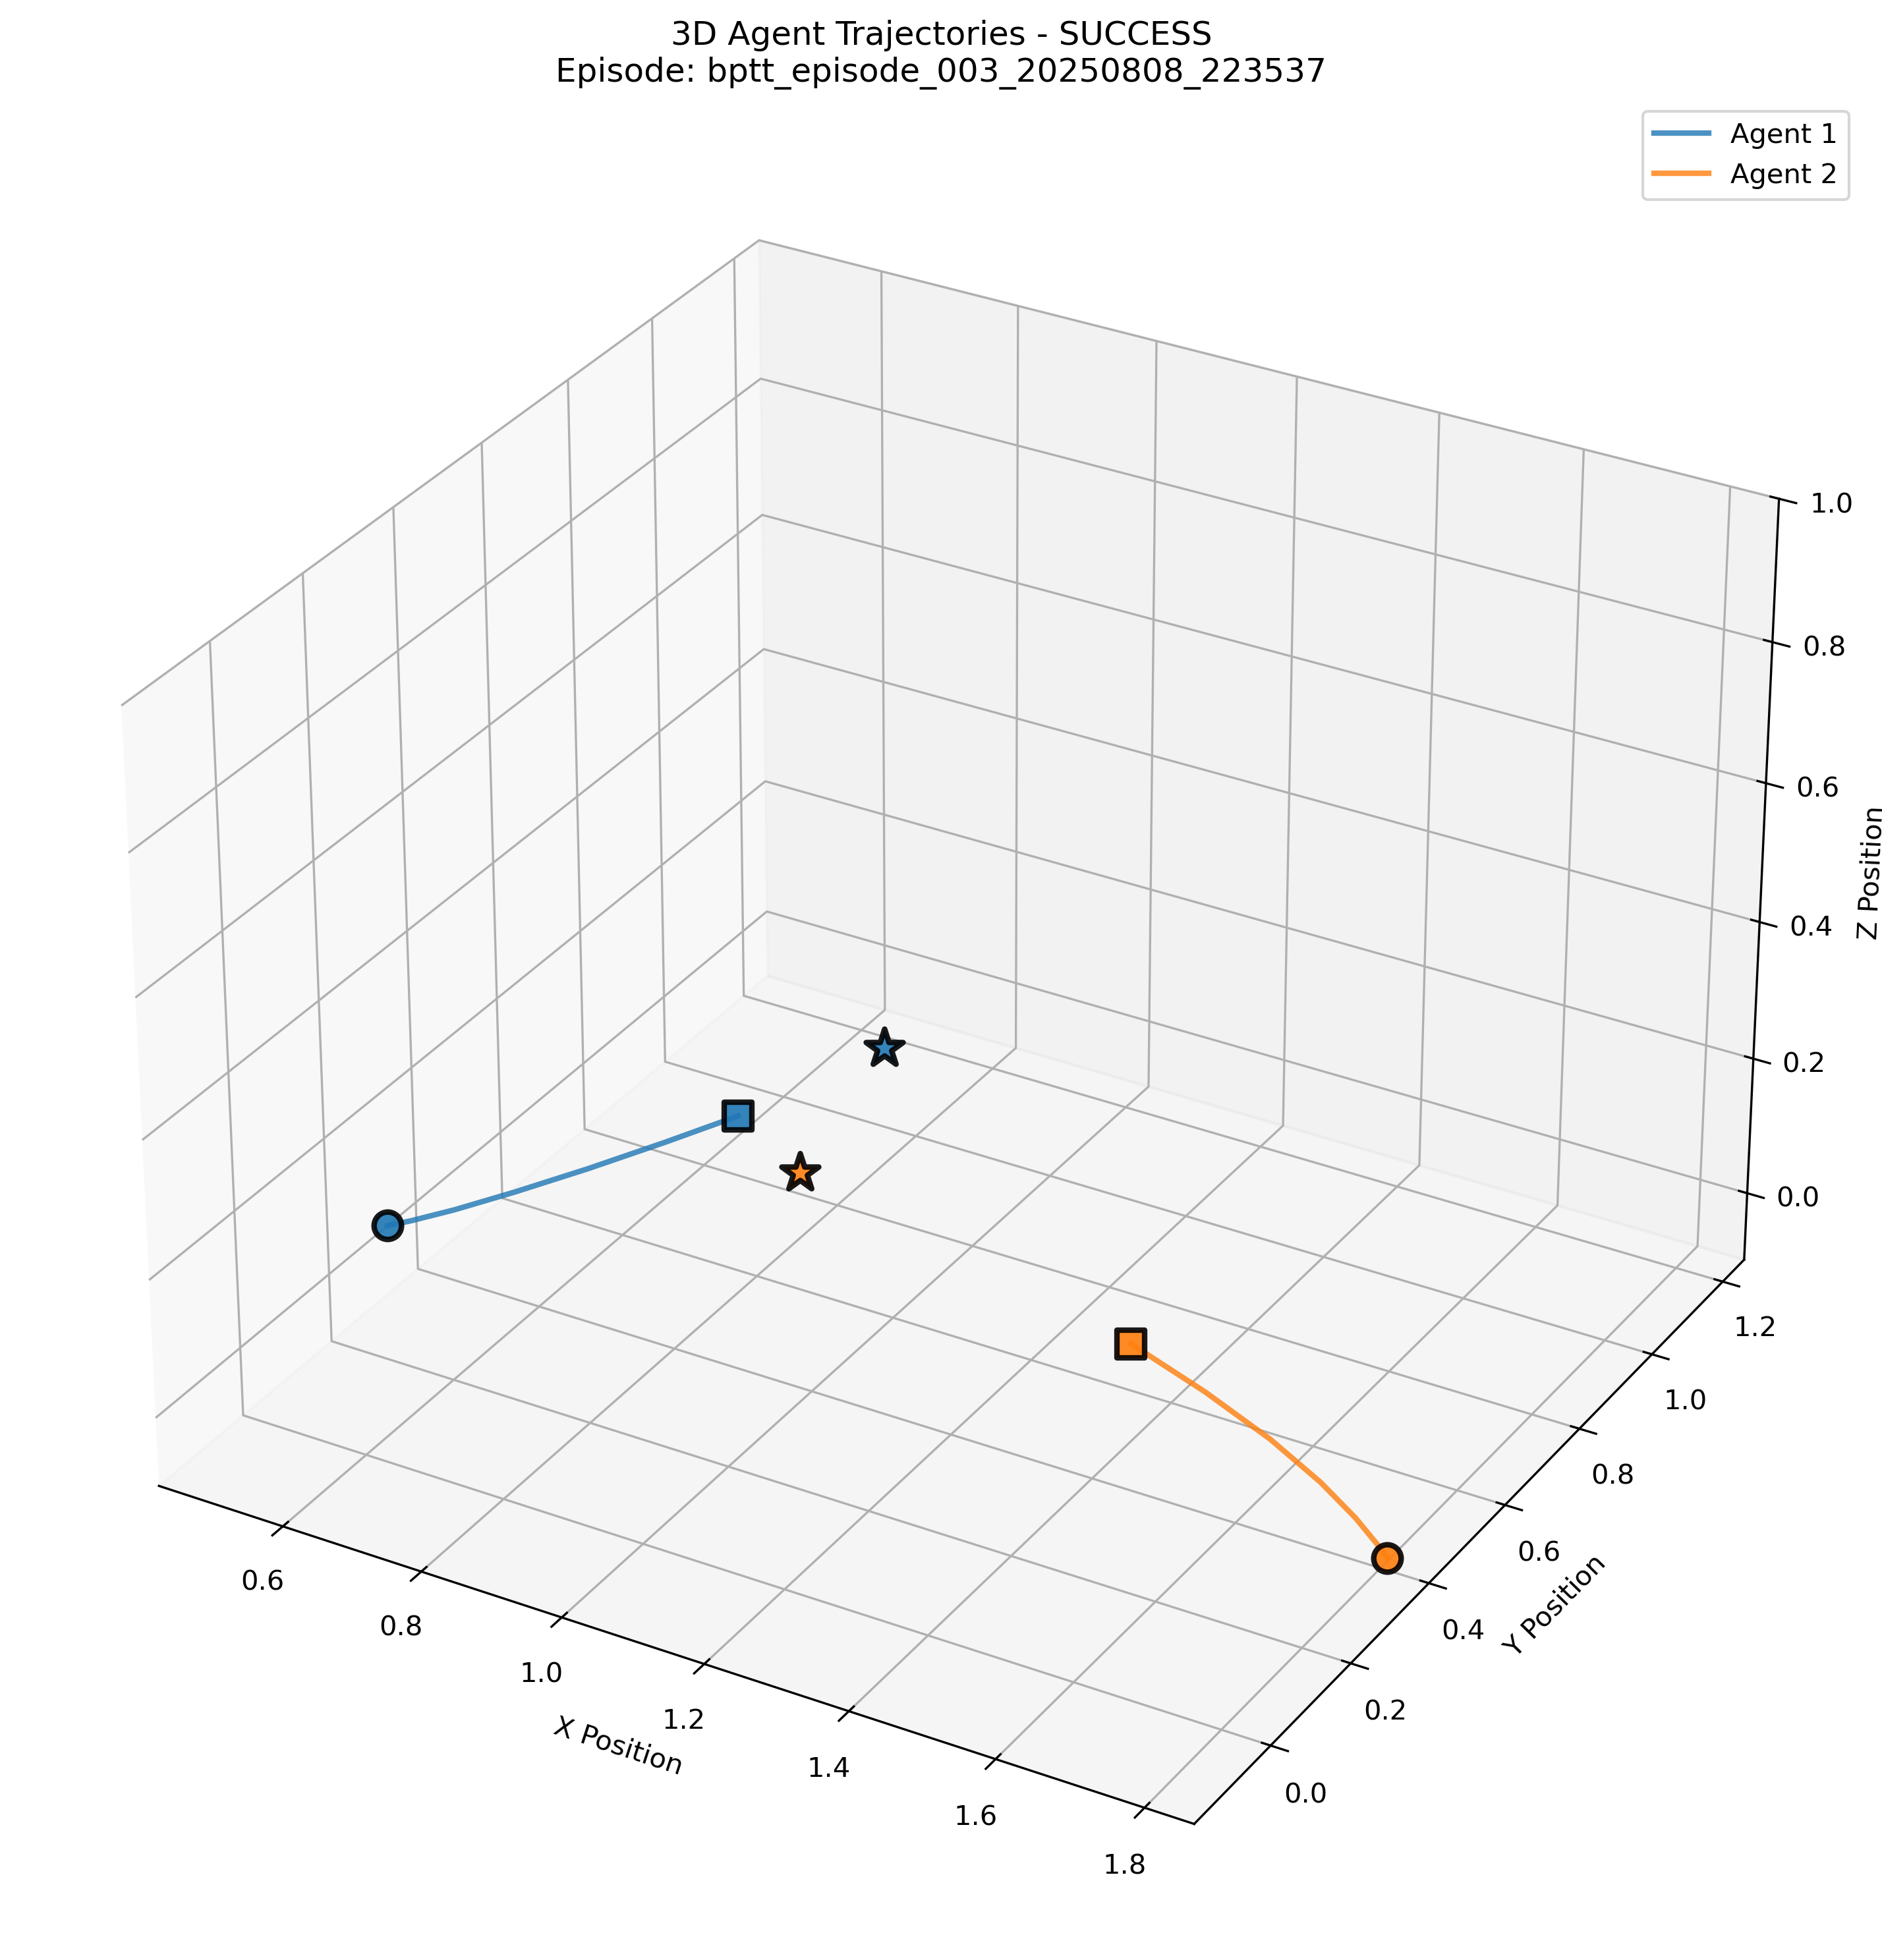 3D Agent Trajectories - SUCCESS
Episode: bptt_episode_003_20250808_223537
Agent 1
Agent 2
1.0
0.8
0.6
0.4
0.2
0.0
Z Position
1.2
1.0
0.8
0.6
0.4
0.2
0.0
Y Position
0.6
0.8
1.0
1.2
1.4
1.6
1.8
X Position